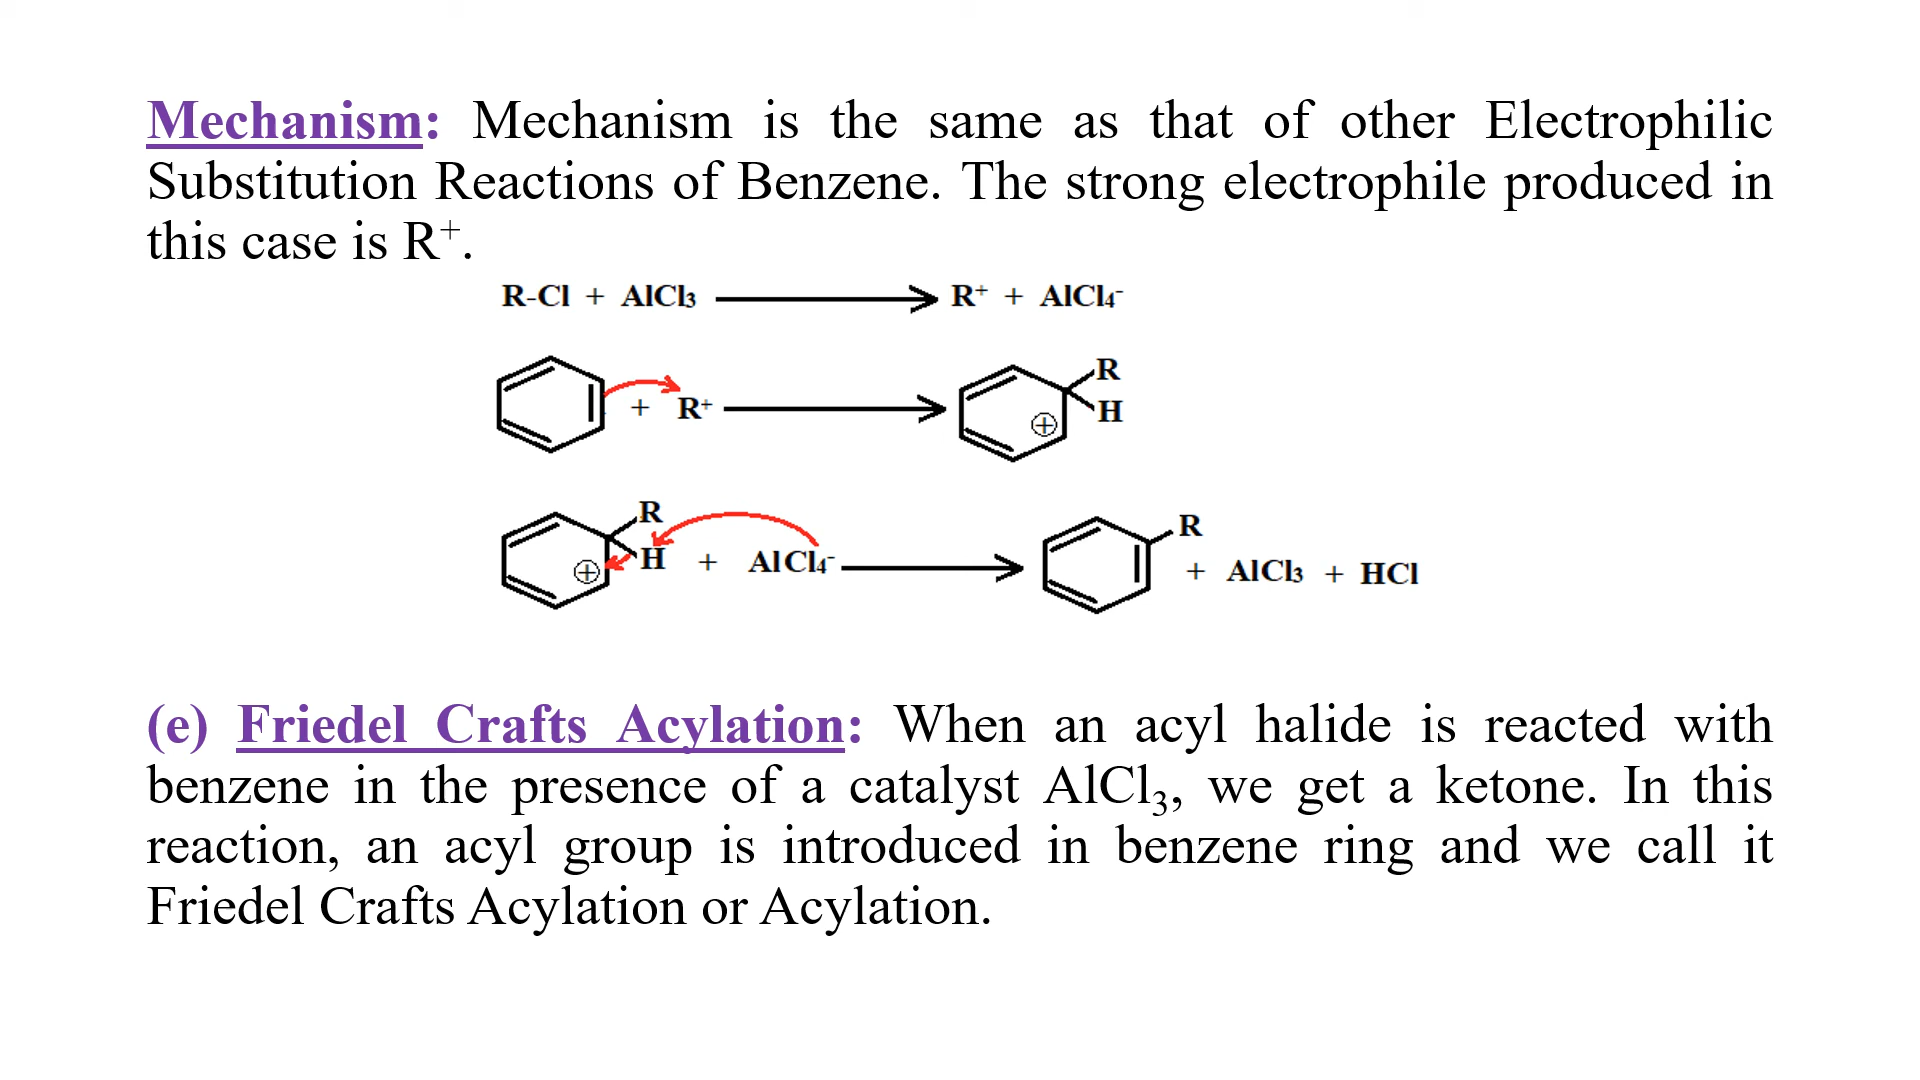 Mechanism: Mechanism is the same as that of other Electrophilic
Substitution Reactions of Benzene. The strong electrophile produced in
this case is R⁺.
R-Cl + AlCl₃ R⁺ + AlCl₄⁻
+ R⁺ R H ⊕
R H ⊕ + AlCl₄⁻ R + AlCl₃ + HCl
(e) Friedel Crafts Acylation: When an acyl halide is reacted with
benzene in the presence of a catalyst AlCl₃, we get a ketone. In this
reaction, an acyl group is introduced in benzene ring and we call it
Friedel Crafts Acylation or Acylation.